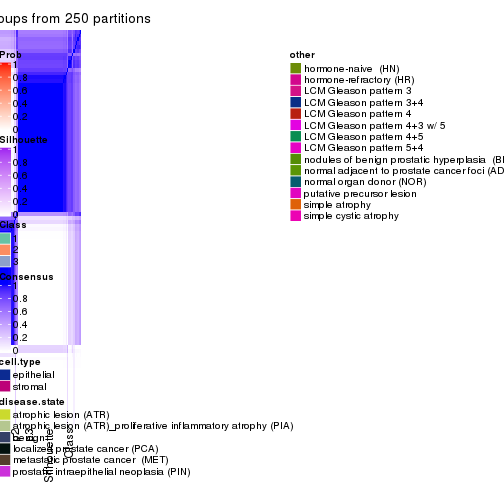 oups from 250 partitions
Prob
1
0.8
0.6
0.4
0.2
0
Silhouette
1
0.8
0.6
0.4
0.2
0
Class
1
2
3
Consensus
1
0.8
0.6
0.4
0.2
0
cell.type
epithelial
stromal
disease.state
atrophic lesion (ATR)
atrophic lesion (ATR)_proliferative inflammatory atrophy (PIA)
benign
localized prostate cancer (PCA)
metastatic prostate cancer (MET)
prostatic intraepithelial neoplasia (PIN)
Silhouette
Class
other
hormone-naive (HN)
hormone-refractory (HR)
LCM Gleason pattern 3
LCM Gleason pattern 3+4
LCM Gleason pattern 4
LCM Gleason pattern 4+3 w/ 5
LCM Gleason pattern 4+5
LCM Gleason pattern 5+4
nodules of benign prostatic hyperplasia (B
normal adjacent to prostate cancer foci (AD
normal organ donor (NOR)
putative precursor lesion
simple atrophy
simple cystic atrophy